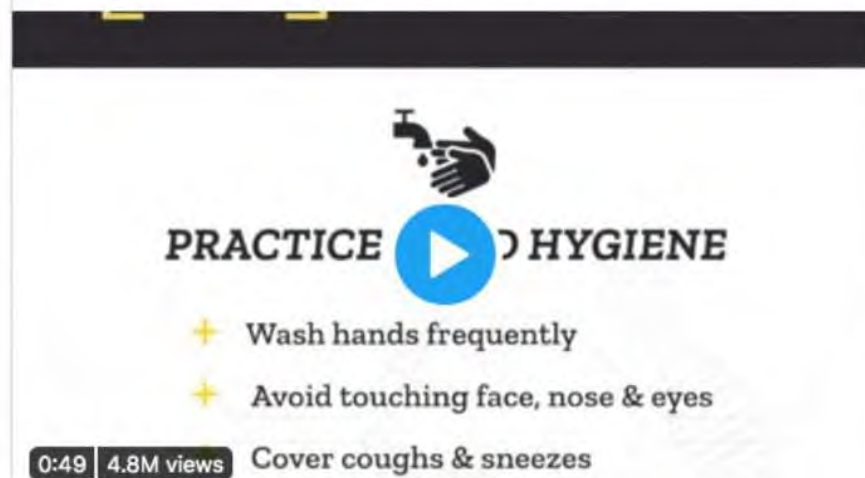 PRACTICE D HYGIENE
Wash hands frequently
Avoid touching face, nose & eyes
Cover coughs & sneezes
0:49 4.8M views